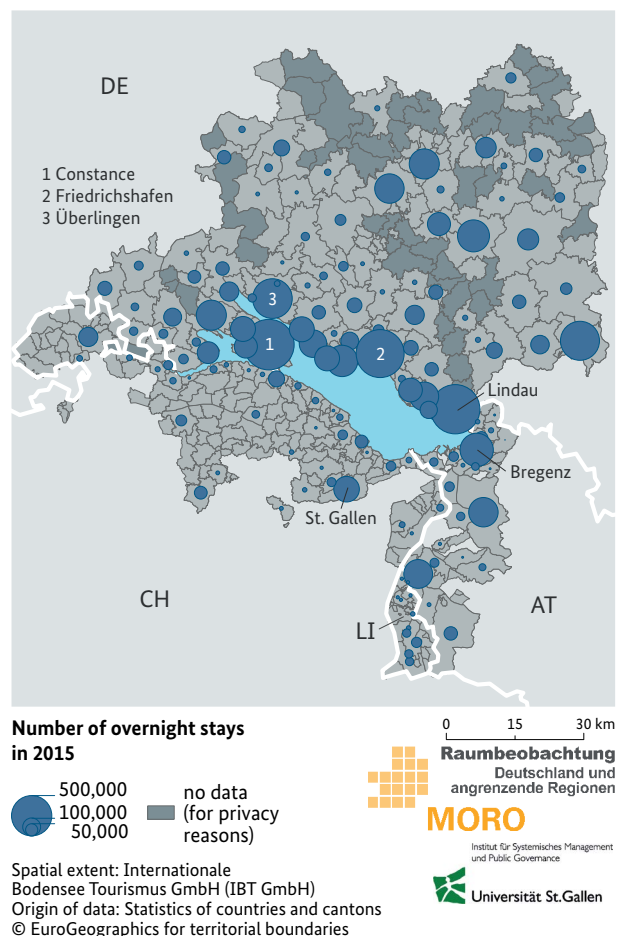 DE
1 Constance
2 Friedrichshafen
3 Überlingen
3
1
2
Lindau
Bregenz
St. Gallen
CH
AT
LI
Number of overnight stays
in 2015
0 15 30 km
500,000
100,000
50,000
no data
(for privacy
reasons)
Raumbeobachtung
Deutschland und
angrenzende Regionen
MORO
Institut für Systemisches Management
und Public Governance
Universität St.Gallen
Spatial extent: Internationale
Bodensee Tourismus GmbH (IBT GmbH)
Origin of data: Statistics of countries and cantons
© EuroGeographics for territorial boundaries